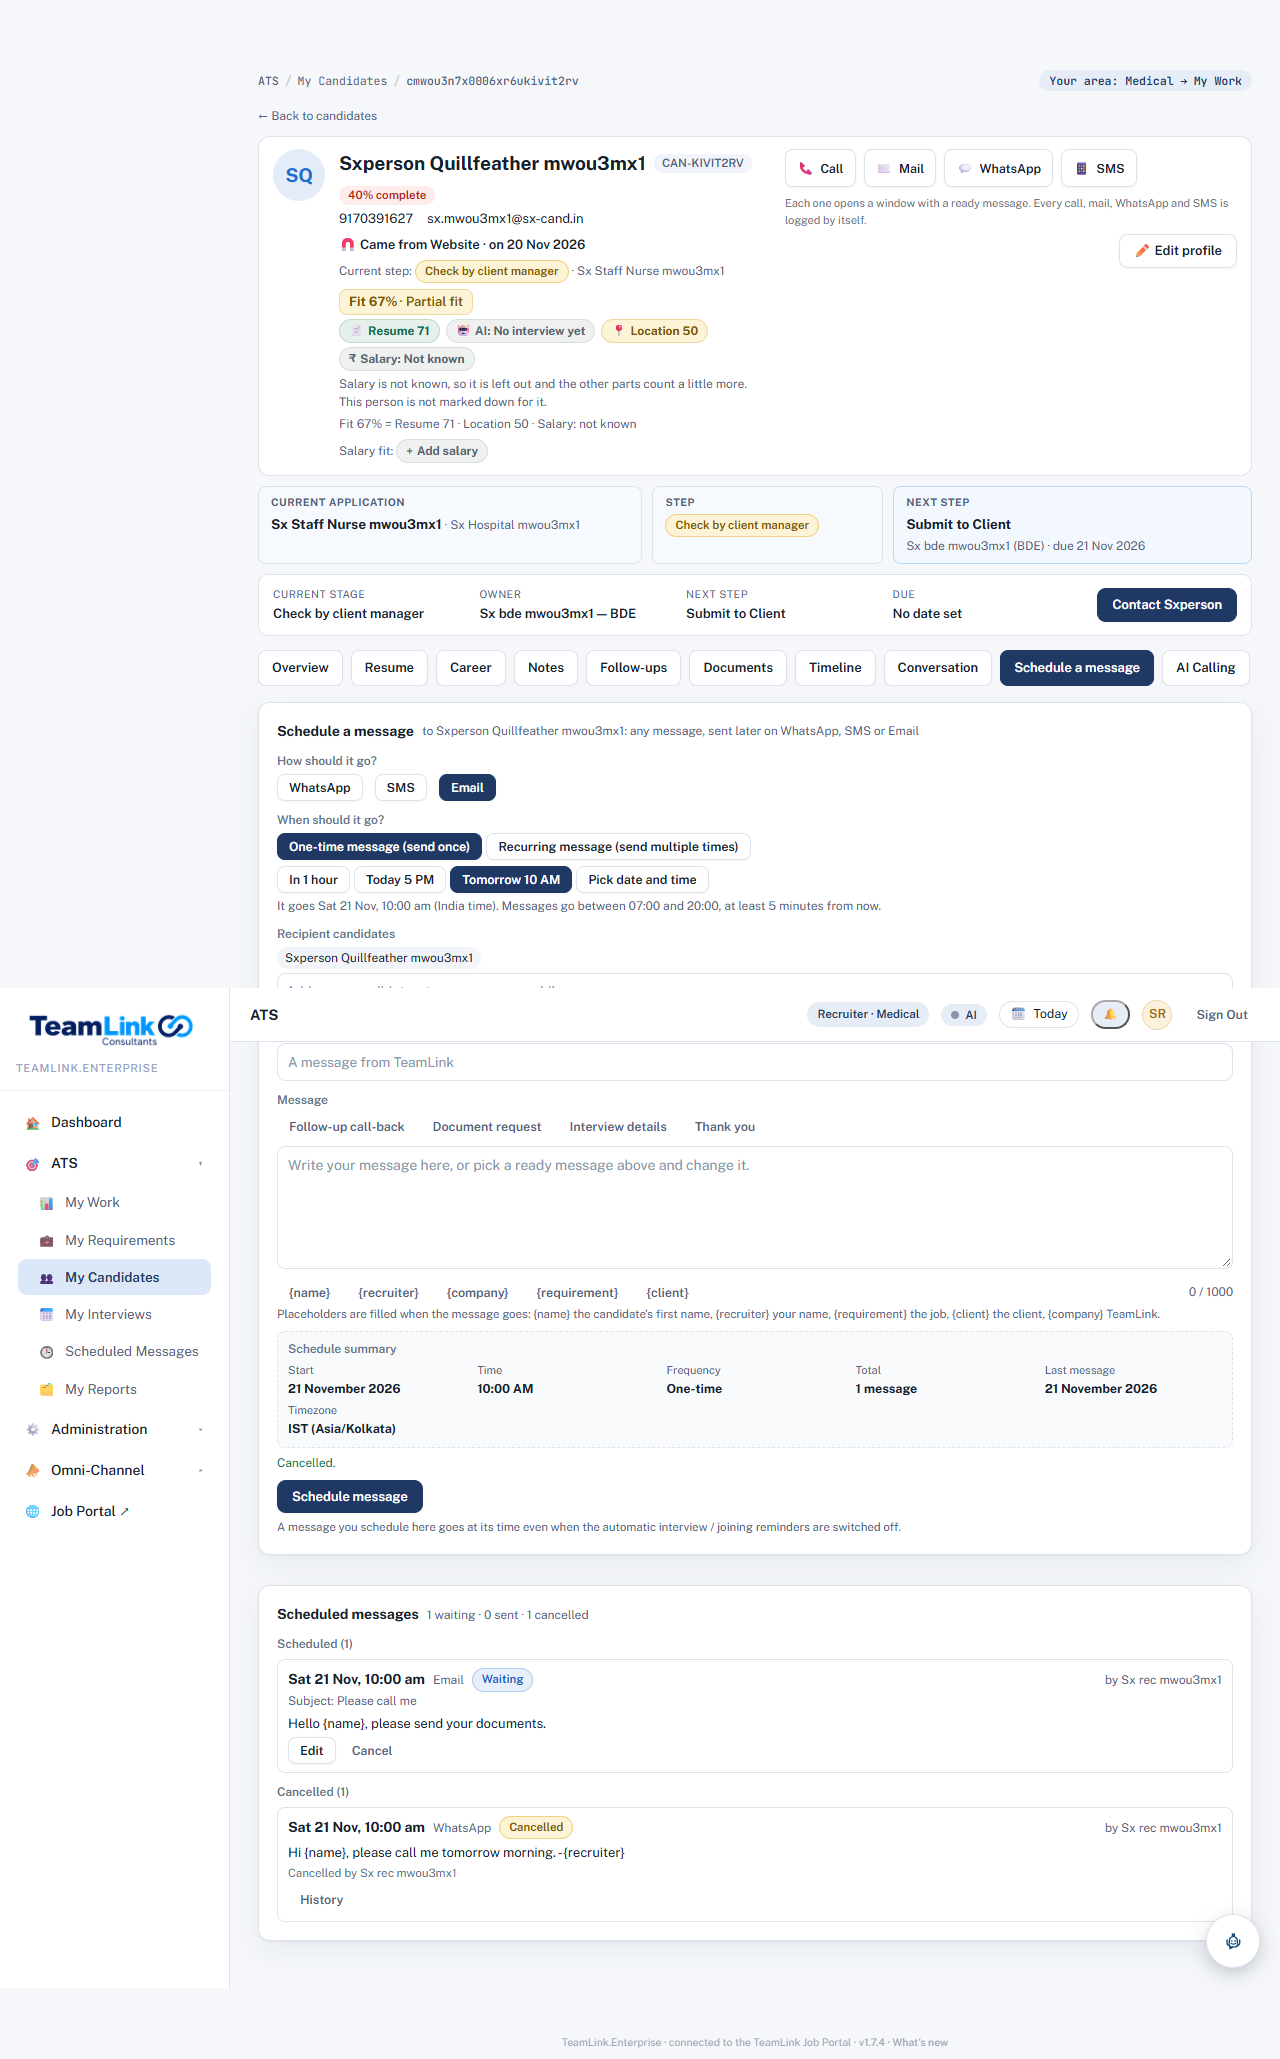 ATS / My Candidates / cmwou3n7x0006xr6ukivit2rv
Your area: Medical → My Work
← Back to candidates
SQ
Sxperson Quillfeather mwou3mx1 CAN-KIVIT2RV
40% complete
9170391627 sx.mwou3mx1@sx-cand.in
Came from Website · on 20 Nov 2026
Current step: Check by client manager · Sx Staff Nurse mwou3mx1
Fit 67% · Partial fit
Resume 71 AI: No interview yet Location 50
₹ Salary: Not known
Salary is not known, so it is left out and the other parts count a little more.
This person is not marked down for it.
Fit 67% = Resume 71 · Location 50 · Salary: not known
Salary fit: + Add salary
Call Mail WhatsApp SMS
Each one opens a window with a ready message. Every call, mail, WhatsApp and SMS is
logged by itself.
Edit profile
CURRENT APPLICATION
Sx Staff Nurse mwou3mx1 · Sx Hospital mwou3mx1
STEP
Check by client manager
NEXT STEP
Submit to Client
Sx bde mwou3mx1 (BDE) · due 21 Nov 2026
CURRENT STAGE
Check by client manager
OWNER
Sx bde mwou3mx1 — BDE
NEXT STEP
Submit to Client
DUE
No date set
Contact Sxperson
Overview Resume Career Notes Follow-ups Documents Timeline Conversation Schedule a message AI Calling
Schedule a message to Sxperson Quillfeather mwou3mx1: any message, sent later on WhatsApp, SMS or Email
How should it go?
WhatsApp SMS Email
When should it go?
One-time message (send once) Recurring message (send multiple times)
In 1 hour Today 5 PM Tomorrow 10 AM Pick date and time
It goes Sat 21 Nov, 10:00 am (India time). Messages go between 07:00 and 20:00, at least 5 minutes from now.
Recipient candidates
Sxperson Quillfeather mwou3mx1
TeamLink
Consultants
TEAMLINK.ENTERPRISE
ATS
Recruiter · Medical AI Today SR Sign Out
Dashboard
ATS
My Work
My Requirements
My Candidates
My Interviews
Scheduled Messages
My Reports
Administration
Omni-Channel
Job Portal ↗
A message from TeamLink
Message
Follow-up call-back Document request Interview details Thank you
Write your message here, or pick a ready message above and change it.
{name} {recruiter} {company} {requirement} {client} 0 / 1000
Placeholders are filled when the message goes: {name} the candidate's first name, {recruiter} your name, {requirement} the job, {client} the client, {company} TeamLink.
Schedule summary
Start Time Frequency Total Last message
21 November 2026 10:00 AM One-time 1 message 21 November 2026
Timezone
IST (Asia/Kolkata)
Cancelled.
Schedule message
A message you schedule here goes at its time even when the automatic interview / joining reminders are switched off.
Scheduled messages 1 waiting · 0 sent · 1 cancelled
Scheduled (1)
Sat 21 Nov, 10:00 am Email Waiting by Sx rec mwou3mx1
Subject: Please call me
Hello {name}, please send your documents.
Edit Cancel
Cancelled (1)
Sat 21 Nov, 10:00 am WhatsApp Cancelled by Sx rec mwou3mx1
Hi {name}, please call me tomorrow morning. - {recruiter}
Cancelled by Sx rec mwou3mx1
History
TeamLink.Enterprise · connected to the TeamLink Job Portal · v1.7.4 · What's new